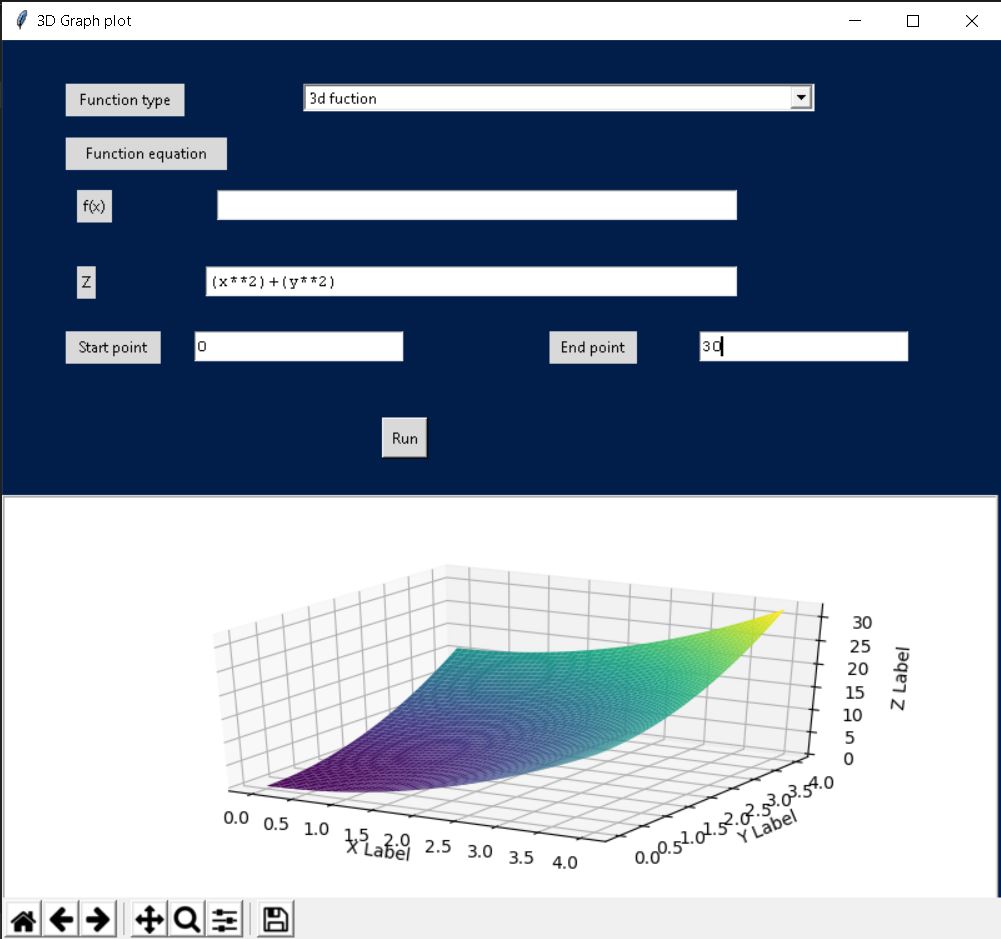 3D Graph plot
Function type 3d fuction
Function equation
f(x)
Z (x**2)+(y**2)
Start point 0 End point 30
Run
30
25
20
15
10
5
0
Z Label
0.0 0.5 1.0 1.5 2.0 2.5 3.0 3.5 4.0
X Label
0.0 0.5 1.0 1.5 2.0 2.5 3.0 3.5 4.0
Y Label